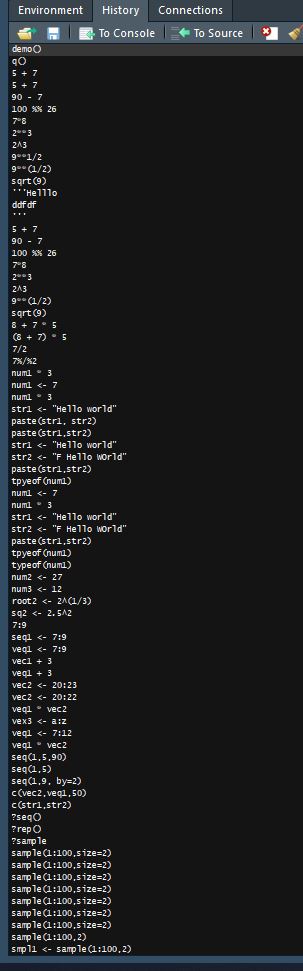 Environment History Connections
To Console To Source
demo()
q()
5 + 7
5 + 7
90 - 7
100 %% 26
7*8
2**3
2^3
9**1/2
9**(1/2)
sqrt(9)
'''Helllo
ddfdf
'''
5 + 7
90 - 7
100 %% 26
7*8
2**3
2^3
9**(1/2)
sqrt(9)
8 + 7 * 5
(8 + 7) * 5
7/2
7%/%2
num1 * 3
num1 <- 7
num1 * 3
str1 <- "Hello world"
paste(str1, str2)
paste(str1,str2)
str1 <- "Hello world"
str2 <- "F Hello WOrld"
paste(str1,str2)
tpyeof(num1)
num1 <- 7
num1 * 3
str1 <- "Hello world"
str2 <- "F Hello WOrld"
paste(str1,str2)
tpyeof(num1)
typeof(num1)
num2 <- 27
num3 <- 12
root2 <- 2^(1/3)
sq2 <- 2.5^2
7:9
seq1 <- 7:9
veq1 <- 7:9
vec1 + 3
veq1 + 3
vec2 <- 20:23
vec2 <- 20:22
veq1 * vec2
vex3 <- a:z
veq1 <- 7:12
veq1 * vec2
seq(1,5,90)
seq(1,5)
seq(1,9, by=2)
c(vec2,veq1,50)
c(str1,str2)
?seq()
?rep()
?sample
sample(1:100,size=2)
sample(1:100,size=2)
sample(1:100,size=2)
sample(1:100,size=2)
sample(1:100,size=2)
sample(1:100,size=2)
sample(1:100,size=2)
sample(1:100,2)
smpl1 <- sample(1:100,2)